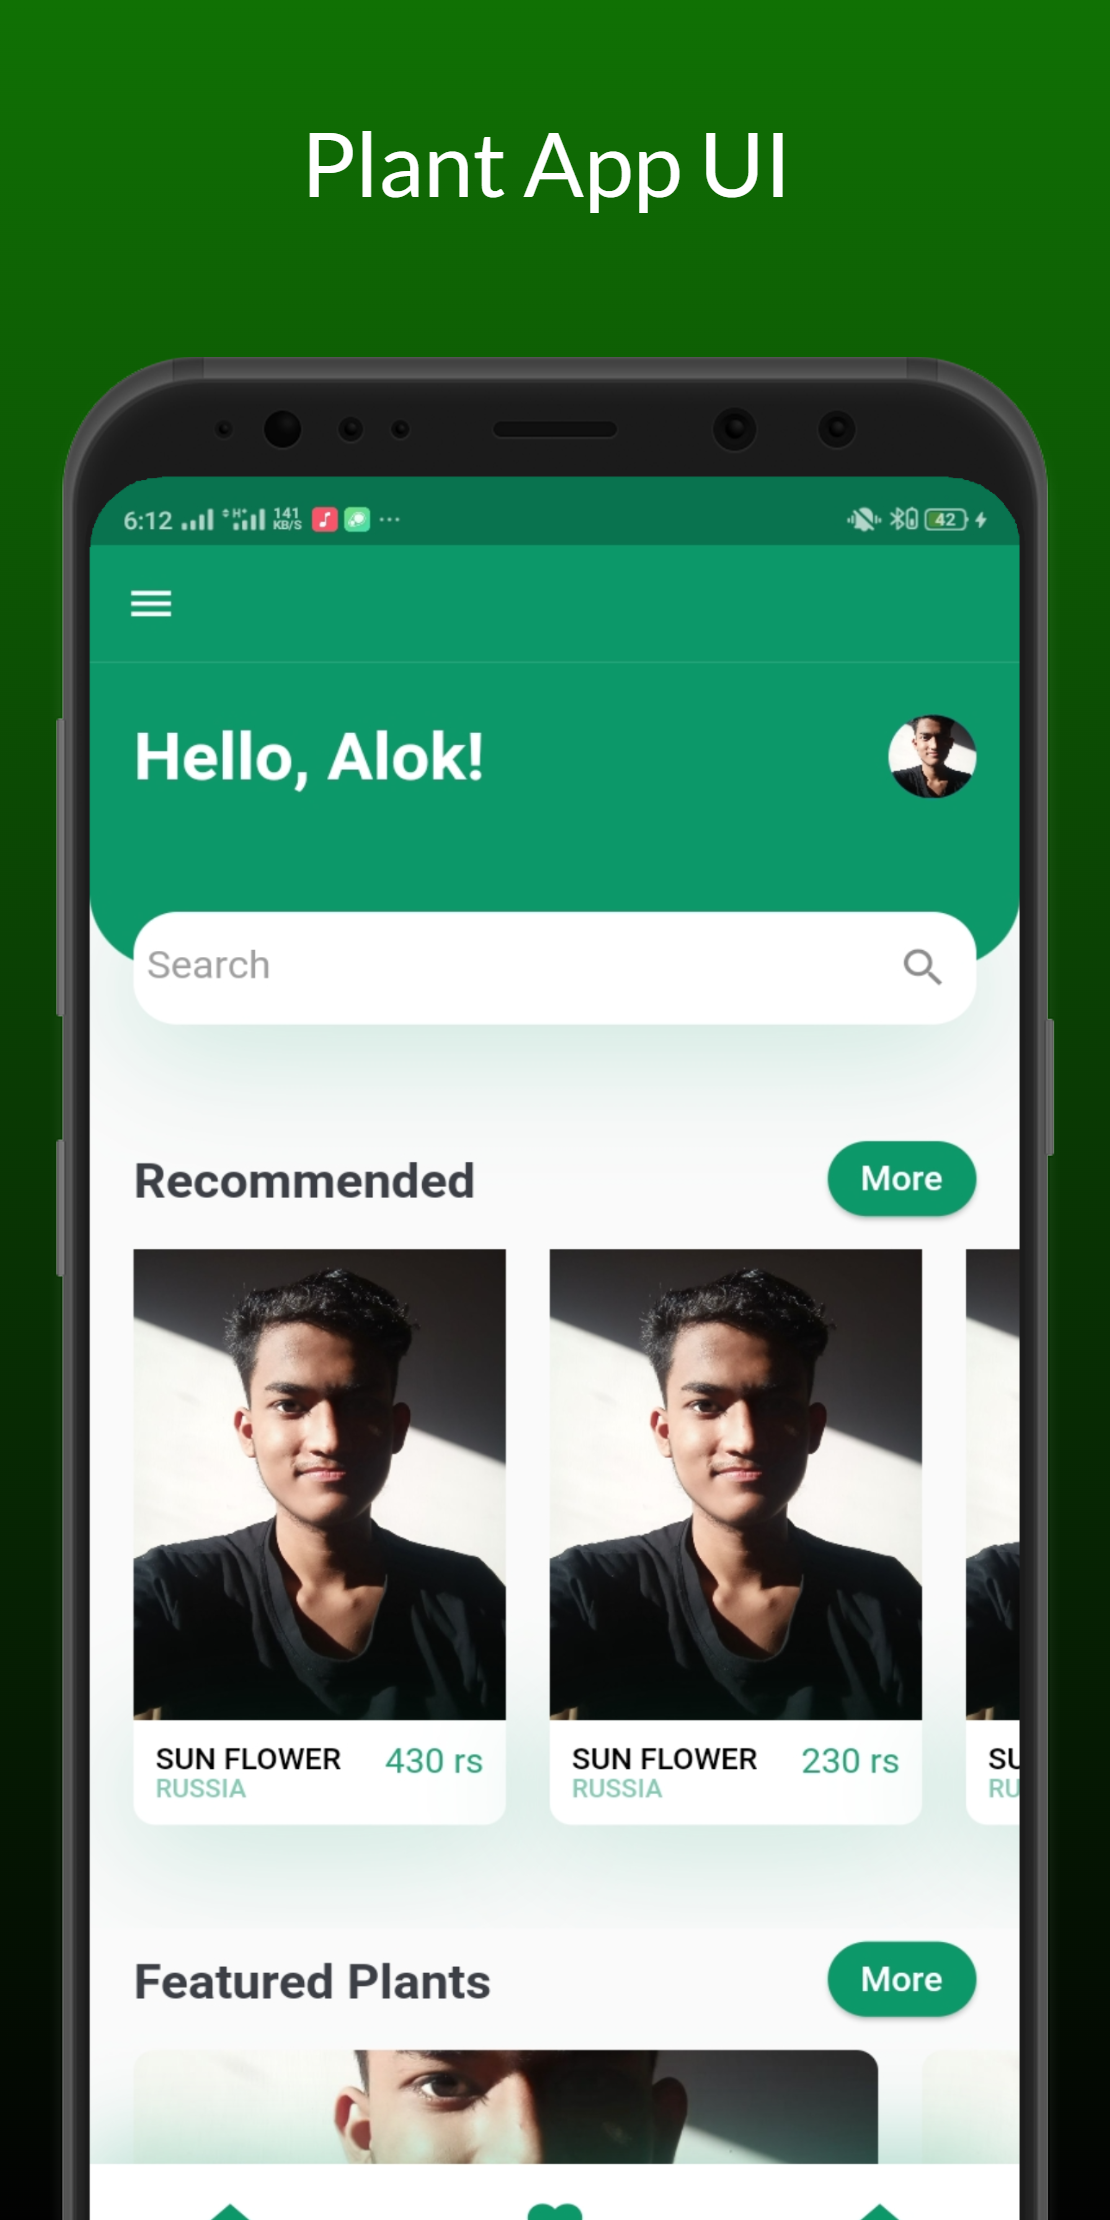 Plant App UI
6:12 H+ 141 KB/S 42
Hello, Alok!
Search
Recommended More
SUN FLOWER 430 rs
RUSSIA
SUN FLOWER 230 rs
RUSSIA
SU
RU
Featured Plants More